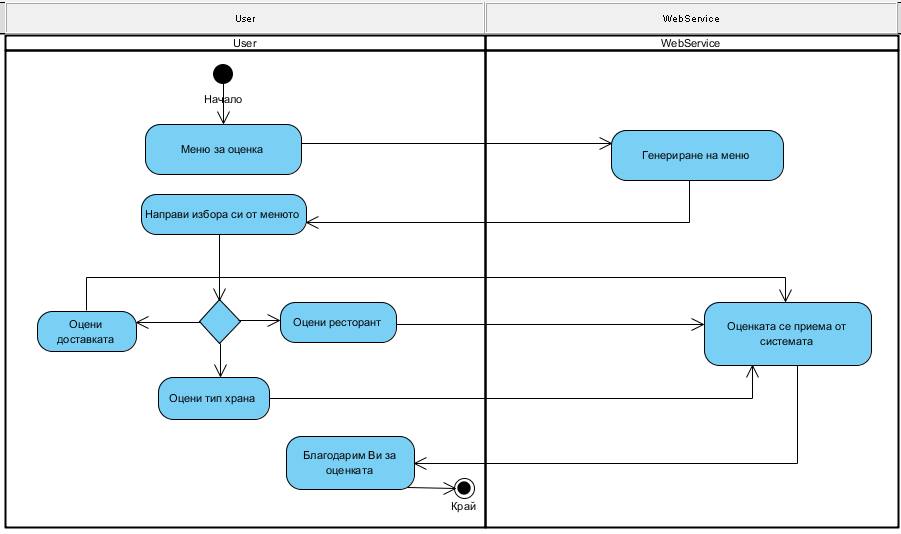 User
WebService
User
WebService
Начало
Меню за оценка
Генериране на меню
Направи избора си от менюто
Оцени
доставката
Оцени ресторант
Оценката се приема от
системата
Оцени тип храна
Благодарим Ви за
оценката
Край